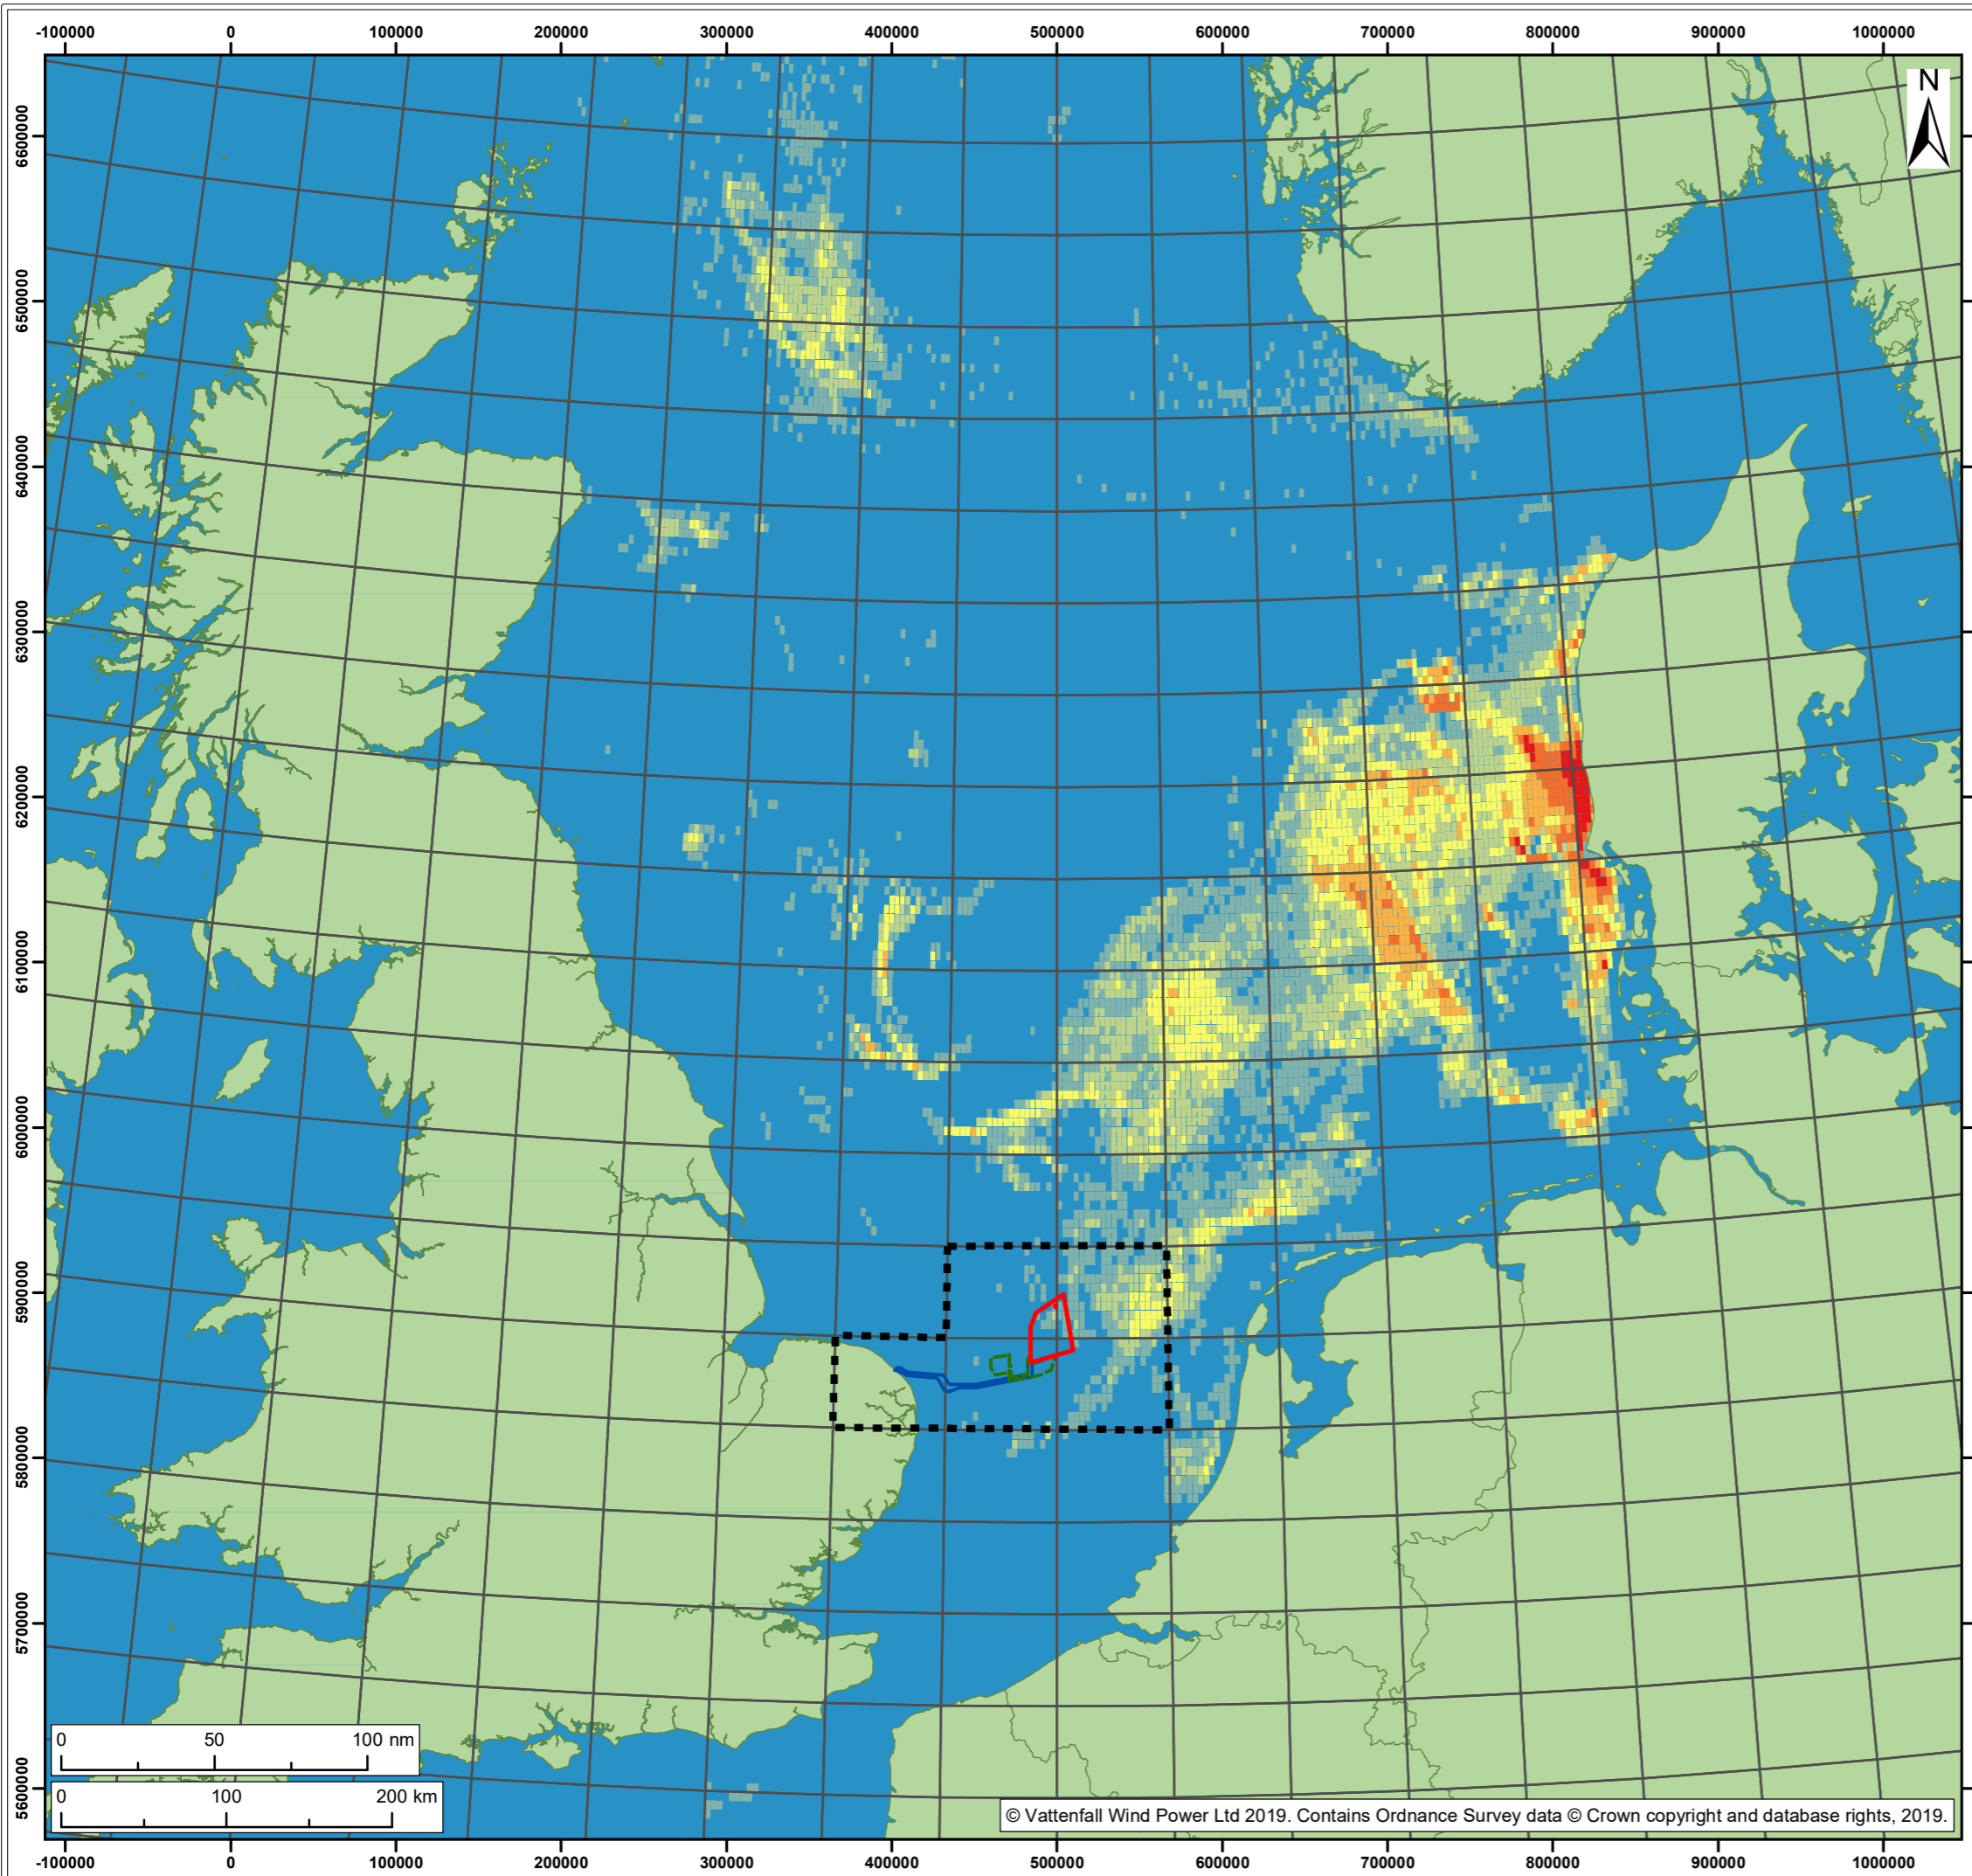 -100000 0 100000 200000 300000 400000 500000 600000 700000 800000 900000 1000000
N
6600000
6500000
6400000
6300000
6200000
6100000
6000000
5900000
5800000
5700000
5600000
0 50 100 nm
0 100 200 km
© Vattenfall Wind Power Ltd 2019. Contains Ordnance Survey data © Crown copyright and database rights, 2019.
-100000 0 100000 200000 300000 400000 500000 600000 700000 800000 900000 1000000